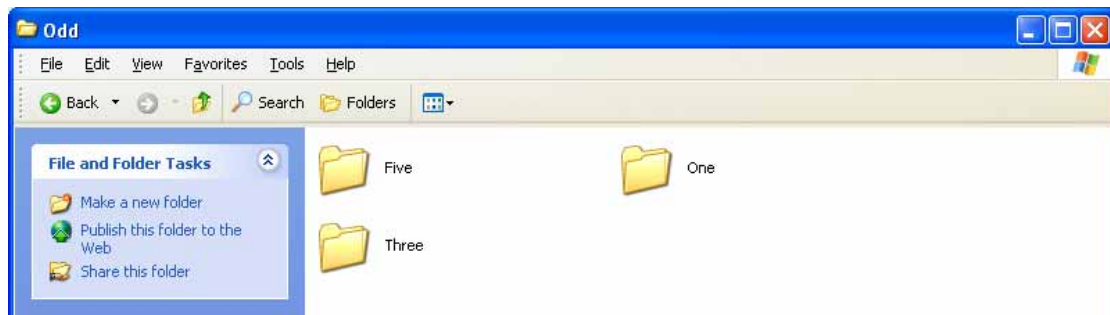 Odd
File Edit View Favorites Tools Help
Back Search Folders
File and Folder Tasks
Make a new folder
Publish this folder to the
Web
Share this folder
Five One
Three